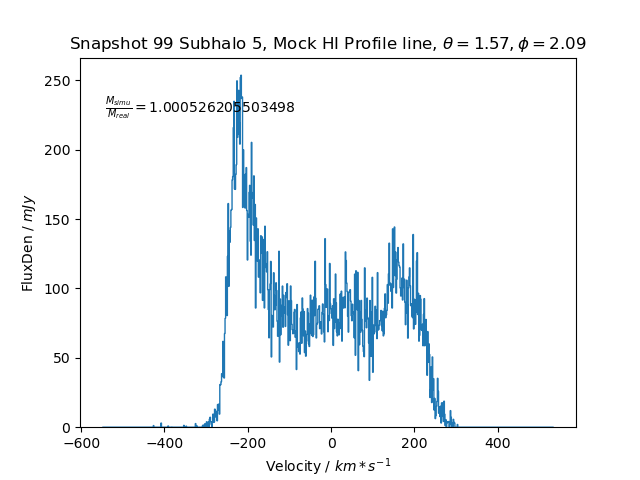 Snapshot 99 Subhalo 5, Mock HI Profile line, θ = 1.57, ϕ = 2.09
M_simu/M_real = 1.000526205503498
FluxDen / mJy
250
200
150
100
50
0
−600 −400 −200 0 200 400
Velocity / km * s⁻¹